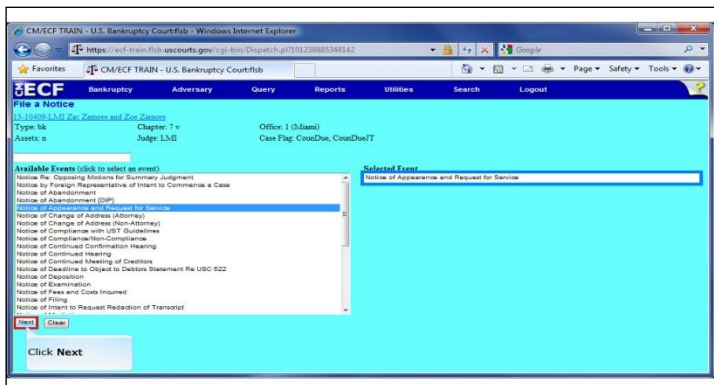 CM/ECF TRAIN - U.S. Bankruptcy Court:flsb - Windows Internet Explorer
https://ecf-train.flsb.uscourts.gov/cgi-bin/Dispatch.pl?101238885348142
Google
Favorites CM/ECF TRAIN - U.S. Bankruptcy Court:flsb Page Safety Tools
ECF Bankruptcy Adversary Query Reports Utilities Search Logout ?
File a Notice
13-10409-LMI Zac Zamore and Zoe Zamore
Type: bk Chapter: 7 v Office: 1 (Miami)
Assets: n Judge: LMI Case Flag: CounDue, CounDueJT
Available Events (click to select an event) Selected Event
Notice Re: Opposing Motions for Summary Judgment Notice of Appearance and Request for Service
Notice by Foreign Representative of Intent to Commence a Case
Notice of Abandonment
Notice of Abandonment [DIP]
Notice of Appearance and Request for Service
Notice of Change of Address (Attorney)
Notice of Change of Address (Non-Attorney)
Notice of Compliance with UST Guidelines
Notice of Compliance/Non-Compliance
Notice of Continued Confirmation Hearing
Notice of Continued Hearing
Notice of Continued Meeting of Creditors
Notice of Deadline to Object to Debtors Statement Re USC 522
Notice of Deposition
Notice of Examination
Notice of Fees and Costs Incurred
Notice of Filing
Notice of Intent to Request Redaction of Transcript
Next Clear
Click Next